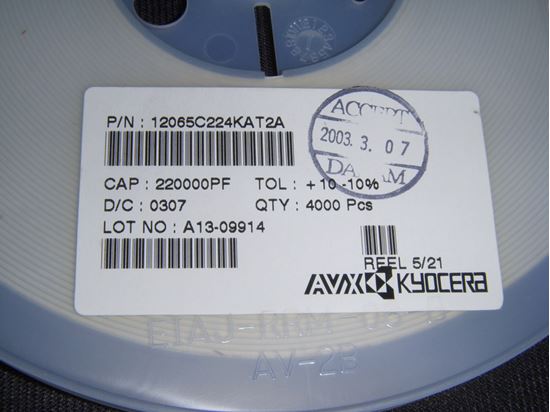 P/N : 12065C224KAT2A
CAP : 220000PF TOL : +10 -10%
D/C : 0307 QTY : 4000 Pcs
LOT NO : A13-09914
REEL 5/21
AVX KYOCERA
ACCEPT
2003. 3. 07
AV-2B